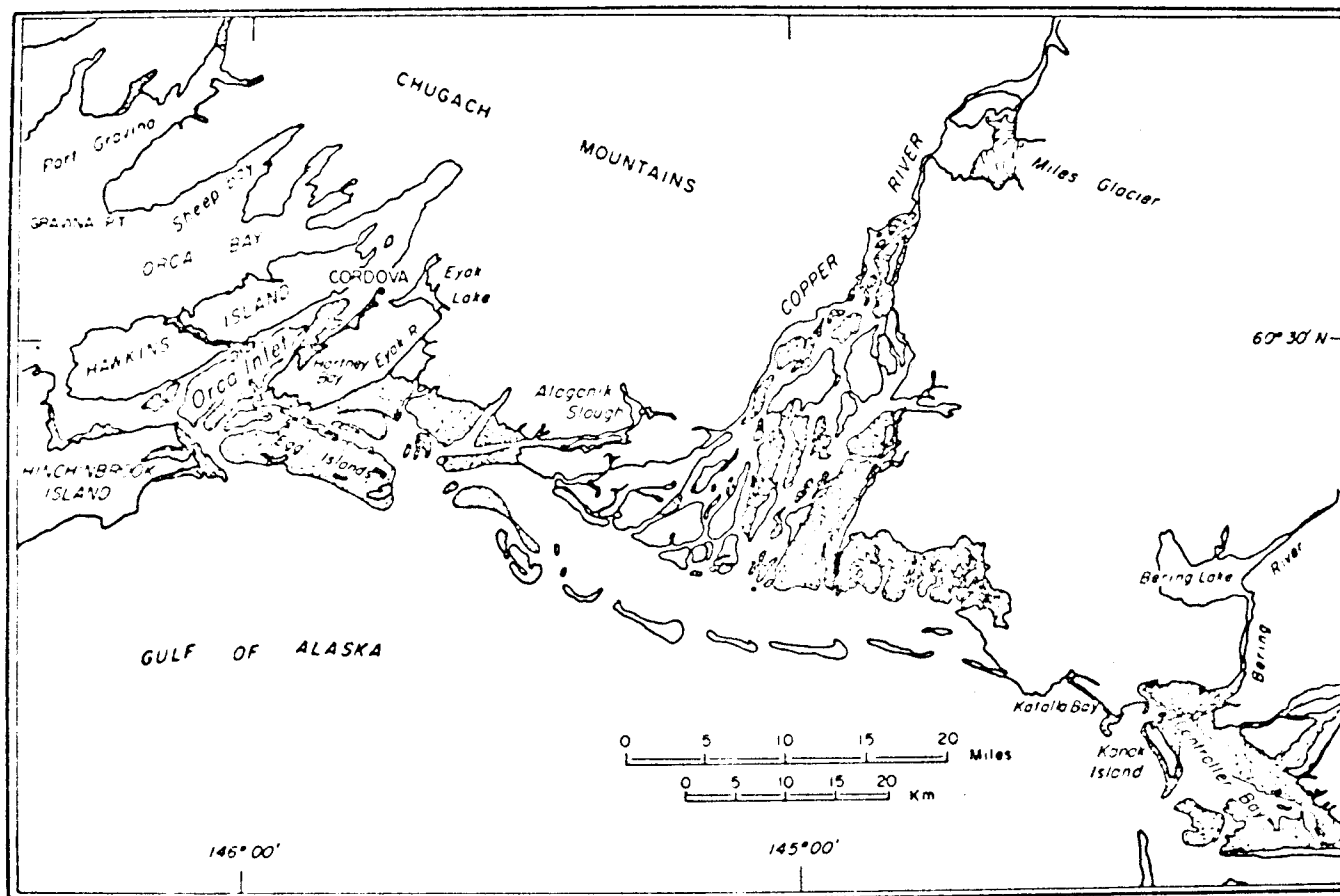 CHUGACH
MOUNTAINS
Port Gravina
Sheep Bay
GRAVINA PT.
ORCA BAY
CORDOVA
Eyak
Lake
HAWKINS ISLAND
Orca Inlet
Hartney
Bay
Eyak R.
Egg Islands
HINCHINBROOK
ISLAND
Alaganik
Slough
COPPER RIVER
Miles Glacier
60° 30' N
Bering Lake
Bering River
GULF OF ALASKA
Katalla Bay
Kanak
Island
Controller Bay
0 5 10 15 20 Miles
0 5 10 15 20 Km
146° 00'
145° 00'